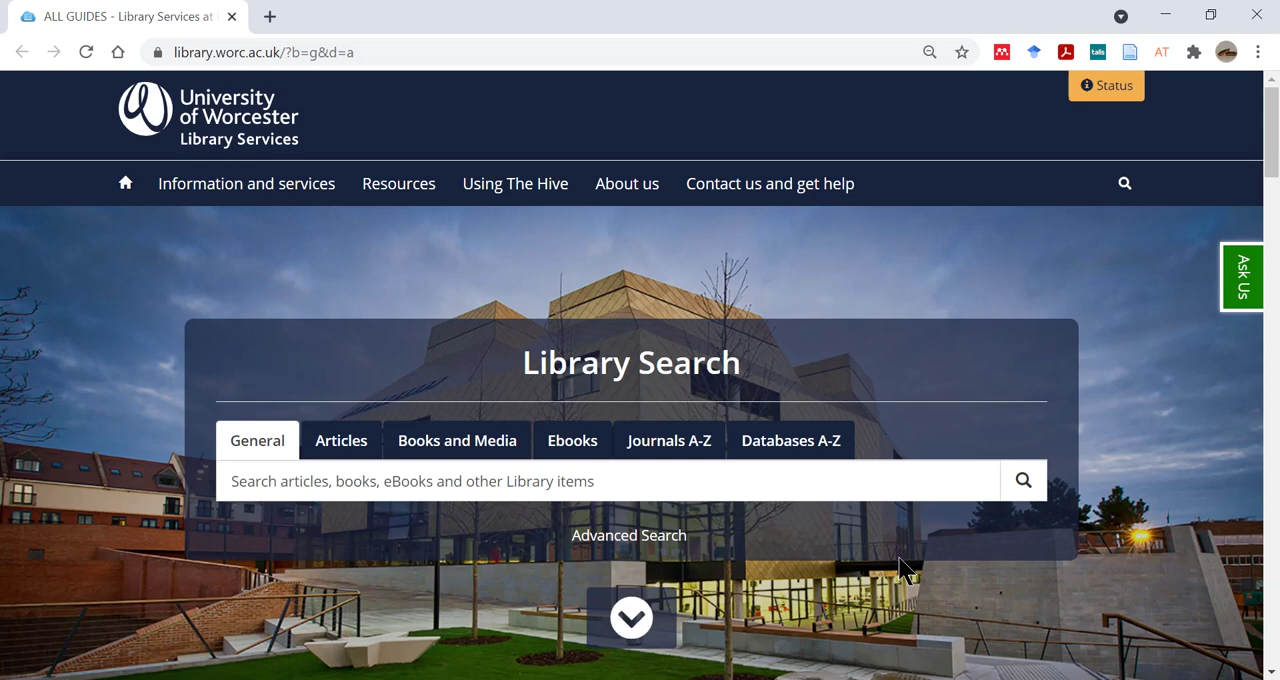 ALL GUIDES - Library Services at
library.worc.ac.uk/?b=g&d=a
talis
AT
University
of Worcester
Library Services
Status
Information and services
Resources
Using The Hive
About us
Contact us and get help
Ask Us
Library Search
General
Articles
Books and Media
Ebooks
Journals A-Z
Databases A-Z
Search articles, books, eBooks and other Library items
Advanced Search